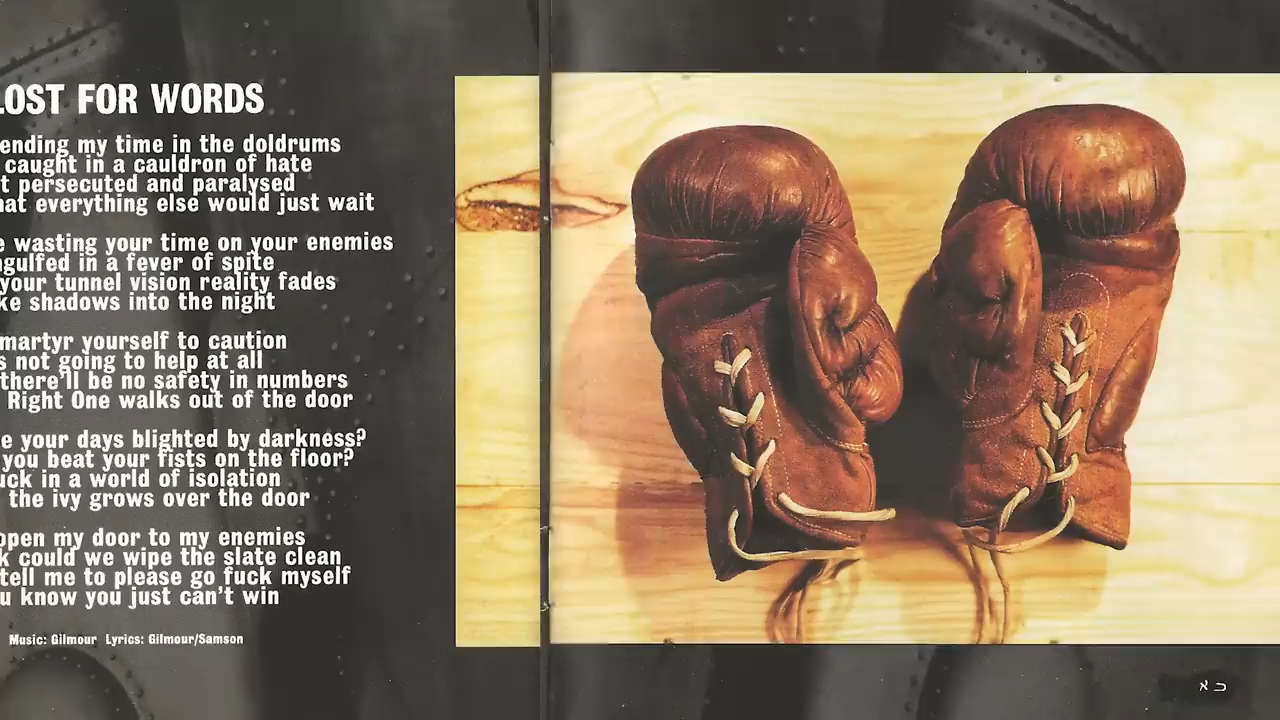 LOST FOR WORDS
ending my time in the doldrums
caught in a cauldron of hate
t persecuted and paralysed
hat everything else would just wait
e wasting your time on your enemies
ngulfed in a fever of spite
your tunnel vision reality fades
ke shadows into the night
martyr yourself to caution
s not going to help at all
there'll be no safety in numbers
Right One walks out of the door
e your days blighted by darkness?
you beat your fists on the floor?
uck in a world of isolation
the ivy grows over the door
open my door to my enemies
k could we wipe the slate clean
tell me to please go fuck myself
u know you just can't win
Music: Gilmour Lyrics: Gilmour/Samson
כ א